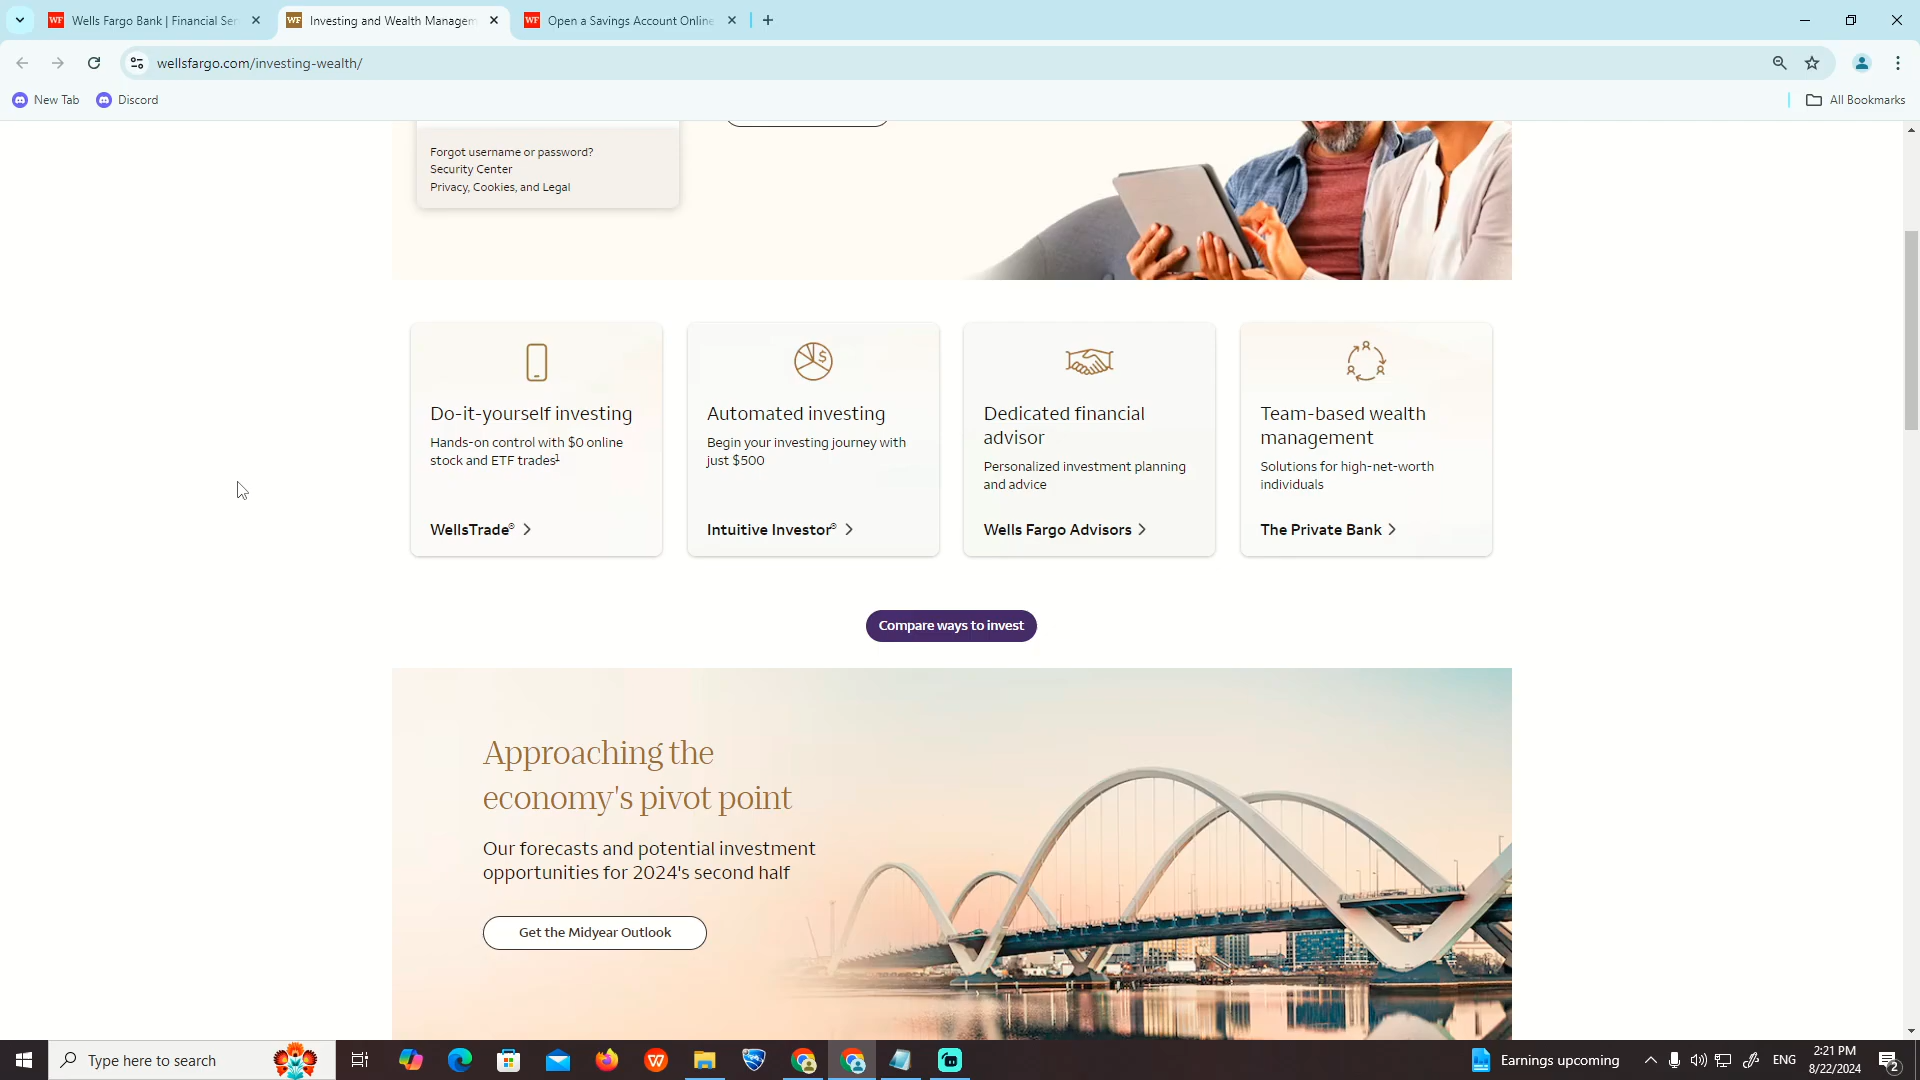 WF Wells Fargo Bank | Financial Ser
WF Investing and Wealth Managem
WF Open a Savings Account Online
wellsfargo.com/investing-wealth/
New Tab
Discord
All Bookmarks
Forgot username or password?
Security Center
Privacy, Cookies, and Legal
Do-it-yourself investing
Hands-on control with $0 online
stock and ETF trades1
WellsTrade®
Automated investing
Begin your investing journey with
just $500
Intuitive Investor®
Dedicated financial
advisor
Personalized investment planning
and advice
Wells Fargo Advisors
Team-based wealth
management
Solutions for high-net-worth
individuals
The Private Bank
Compare ways to invest
Approaching the
economy's pivot point
Our forecasts and potential investment
opportunities for 2024's second half
Get the Midyear Outlook
Type here to search
Earnings upcoming
ENG
2:21 PM
8/22/2024
2